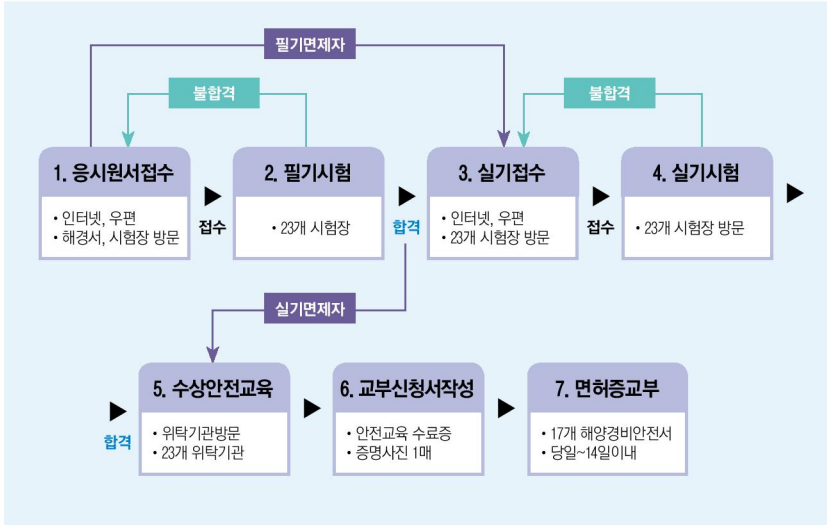 필기면제자
불합격
불합격
1. 응시원서접수
• 인터넷, 우편
• 해경서, 시험장 방문
접수
2. 필기시험
• 23개 시험장
합격
3. 실기접수
• 인터넷, 우편
• 23개 시험장 방문
접수
4. 실기시험
• 23개 시험장 방문
실기면제자
합격
5. 수상안전교육
• 위탁기관방문
• 23개 위탁기관
6. 교부신청서작성
• 안전교육 수료증
• 증명사진 1매
7. 면허증교부
• 17개 해양경비안전서
• 당일~14일이내